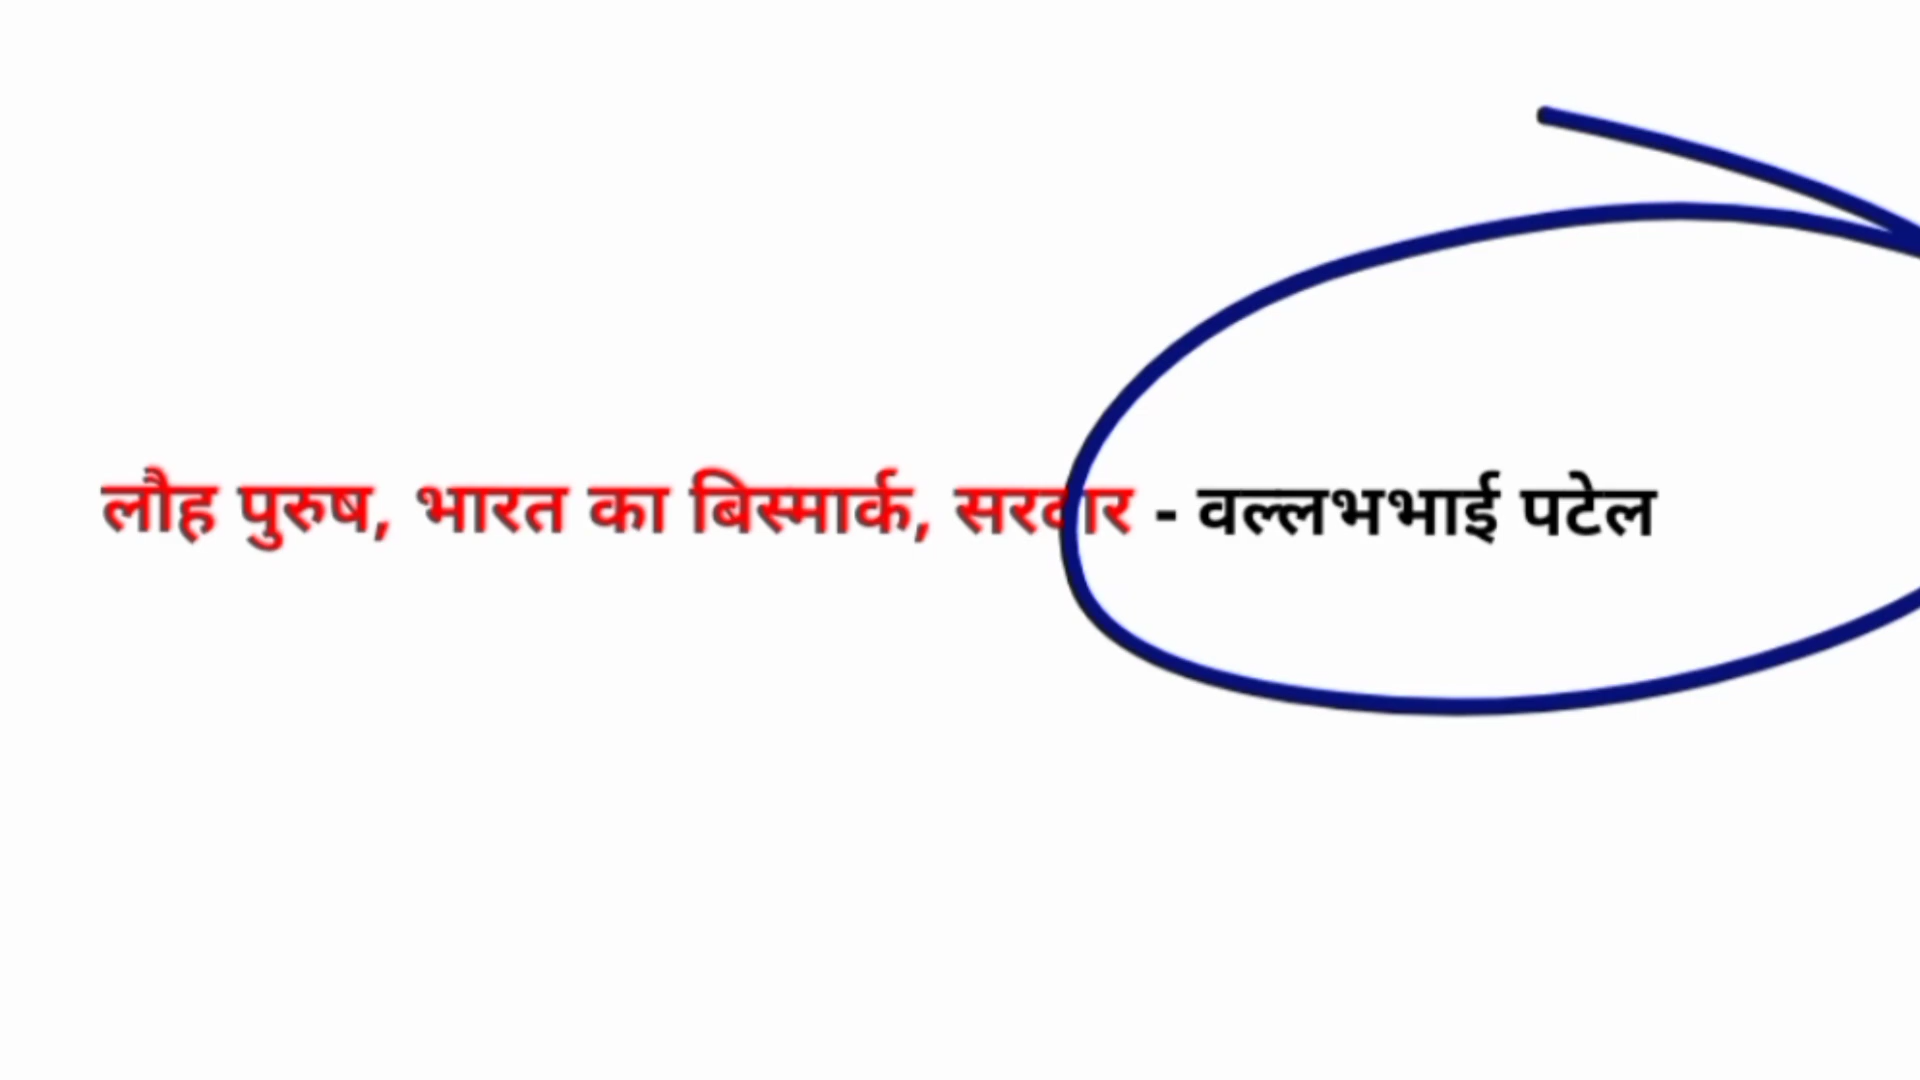 लौह पुरुष, भारत का बिस्मार्क, सरदार - वल्लभभाई पटेल